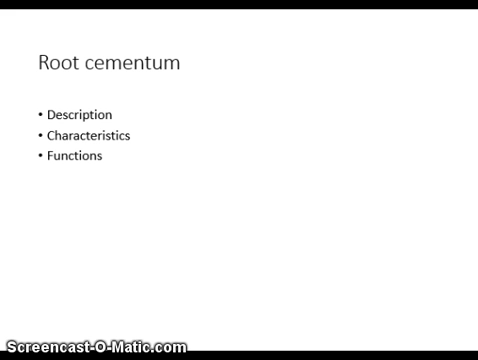 Root cementum
• Description
• Characteristics
• Functions
Screencast-O-Matic.com